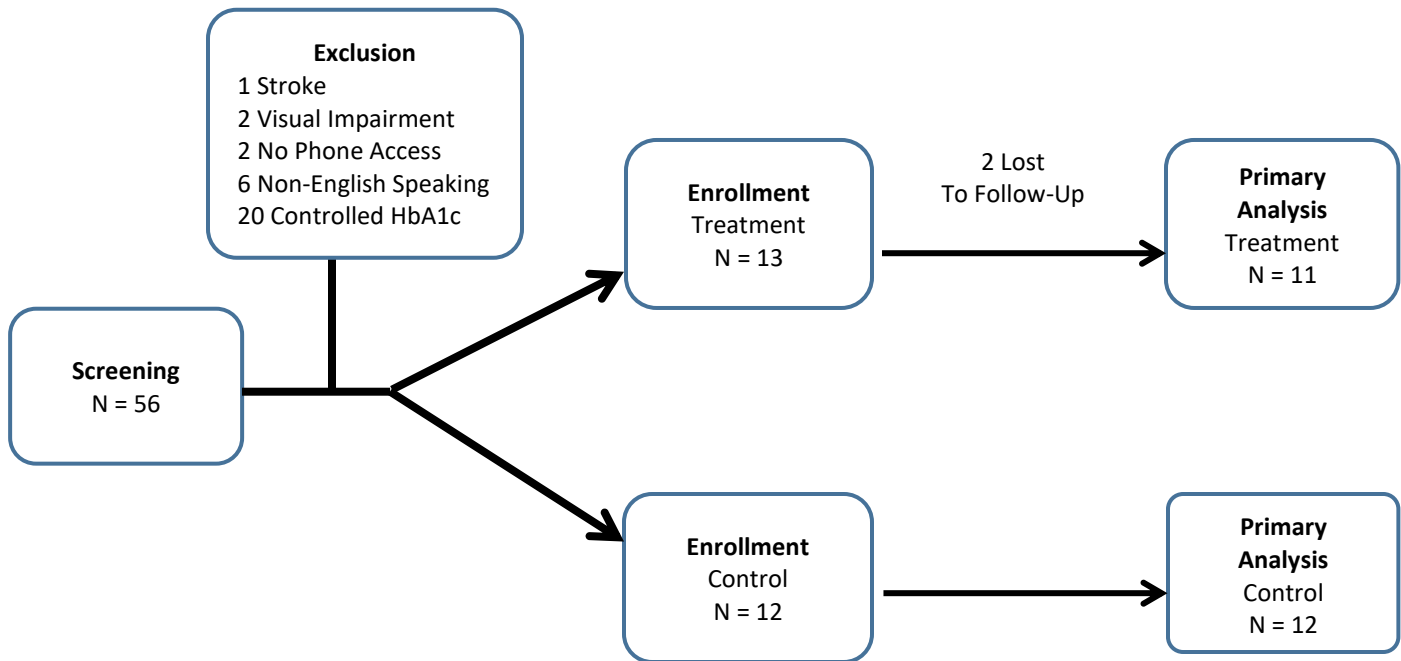 Exclusion
1 Stroke
2 Visual Impairment
2 No Phone Access
6 Non-English Speaking
20 Controlled HbA1c
Screening
N = 56
Enrollment
Treatment
N = 13
2 Lost
To Follow-Up
Primary
Analysis
Treatment
N = 11
Enrollment
Control
N = 12
Primary
Analysis
Control
N = 12